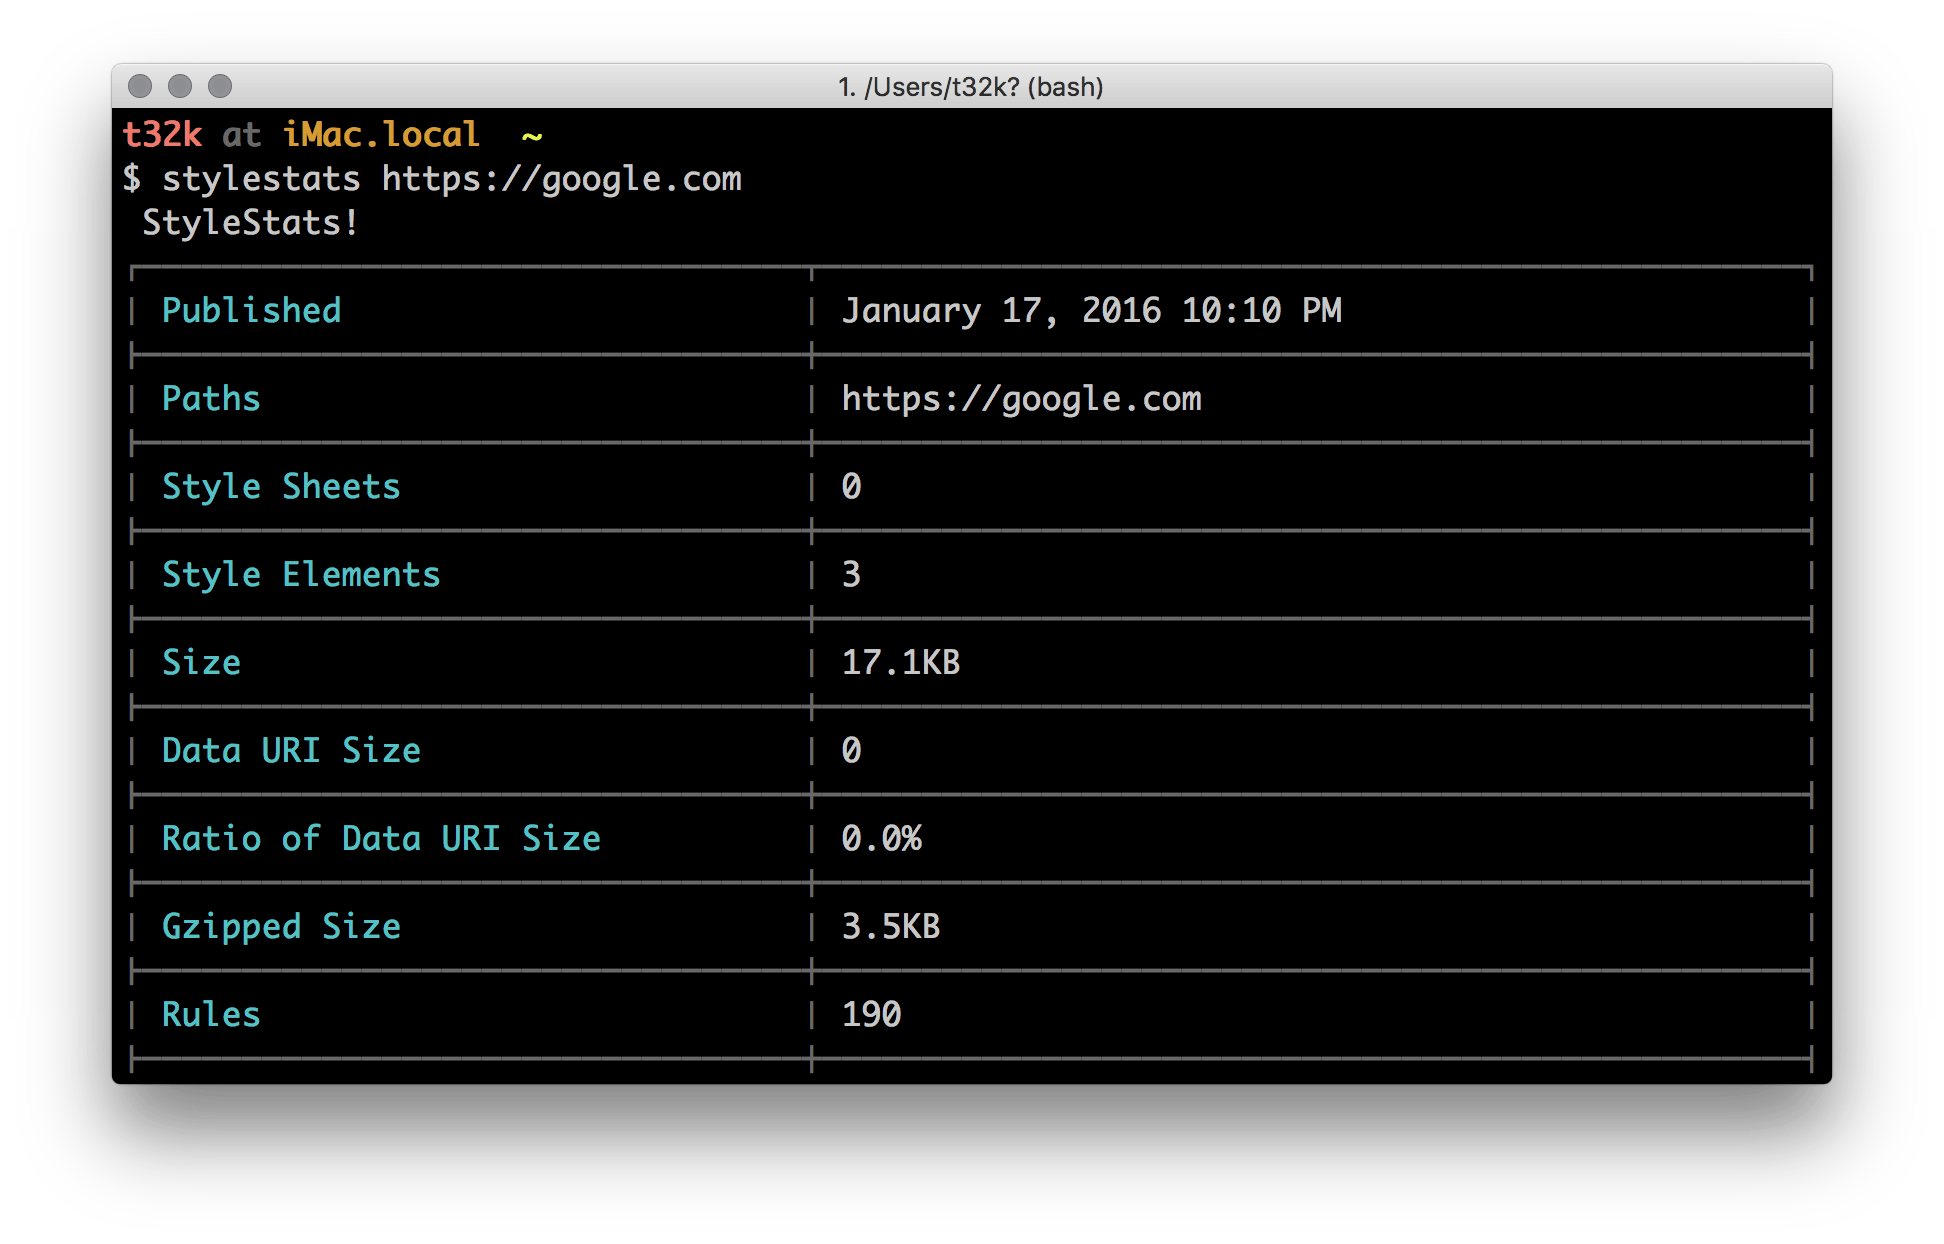 1. /Users/t32k? (bash)
t32k at iMac.local ~
$ stylestats https://google.com
StyleStats!
Published January 17, 2016 10:10 PM
Paths https://google.com
Style Sheets 0
Style Elements 3
Size 17.1KB
Data URI Size 0
Ratio of Data URI Size 0.0%
Gzipped Size 3.5KB
Rules 190